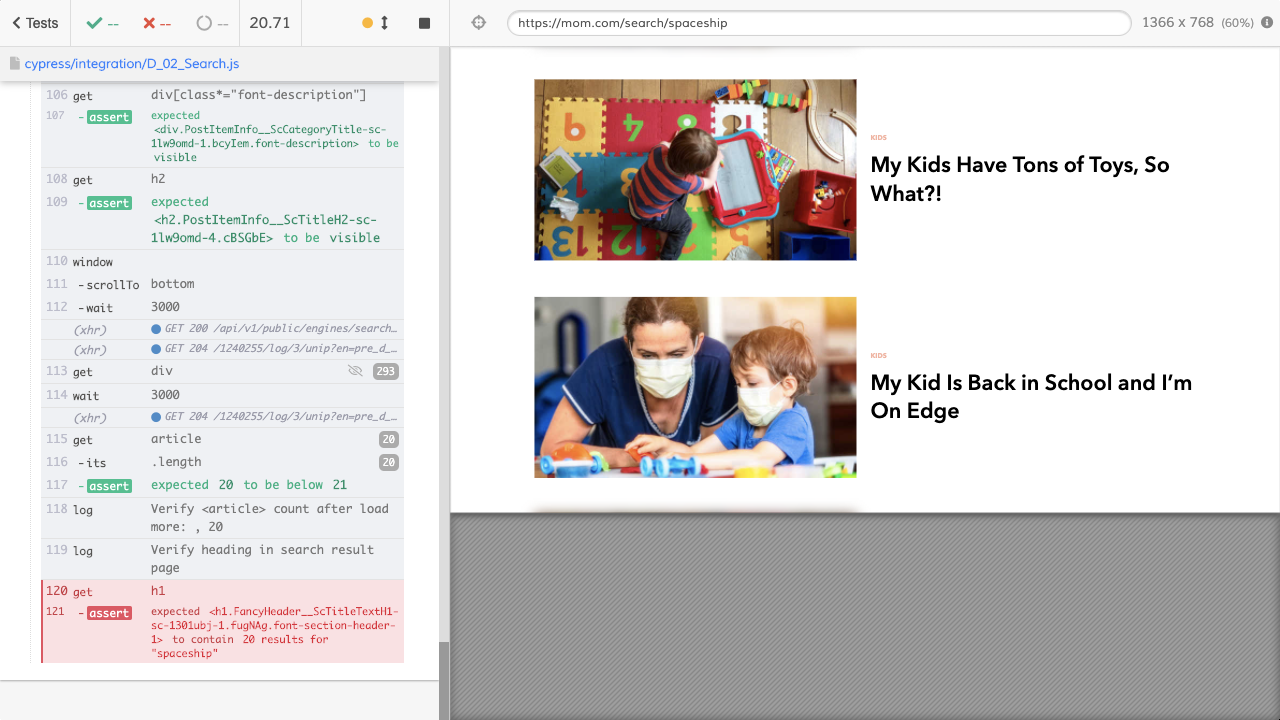 Tests
--
--
--
20.71
https://mom.com/search/spaceship
1366 x 768 (60%)
cypress/integration/D_02_Search.js
106 get div[class*="font-description"]
107 - assert expected
<div.PostItemInfo__ScCategoryTitle-sc-
1lw9omd-1.bcyIem.font-description> to be
visible
108 get h2
109 - assert expected
<h2.PostItemInfo__ScTitleH2-sc-
1lw9omd-4.cBSGbE> to be visible
110 window
111 - scrollTo bottom
112 - wait 3000
(xhr) GET 200 /api/v1/public/engines/search…
(xhr) GET 204 /1240255/log/3/unip?en=pre_d_…
113 get div 293
114 wait 3000
(xhr) GET 204 /1240255/log/3/unip?en=pre_d_…
115 get article 20
116 - its .length 20
117 - assert expected 20 to be below 21
118 log Verify <article> count after load
more: , 20
119 log Verify heading in search result
page
120 get h1
121 - assert expected <h1.FancyHeader__ScTitleTextH1-
sc-1301ubj-1.fugNAg.font-section-header-
1> to contain 20 results for
"spaceship"
KIDS
My Kids Have Tons of Toys, So
What?!
KIDS
My Kid Is Back in School and I’m
On Edge